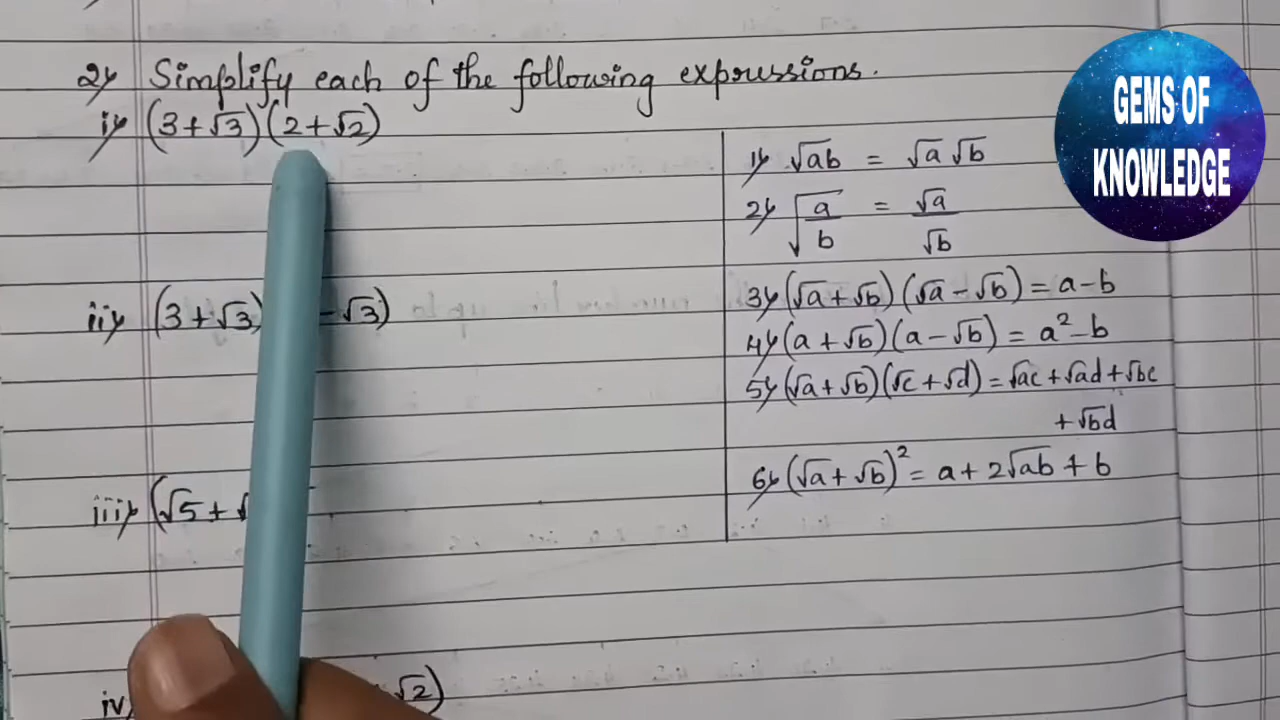 2) Simplify each of the following expressions.
i) (3+√3)(2+√2)
ii) (3+√3) -√3)
iii) (√5+√
iv) √2)
1) √ab = √a √b
2) √a/b = √a/√b
3) (√a+√b)(√a-√b) = a-b
4) (a+√b)(a-√b) = a²-b
5) (√a+√b)(√c+√d) = √ac+√ad+√bc
+√bd
6) (√a+√b)² = a+2√ab+b
GEMS OF
KNOWLEDGE